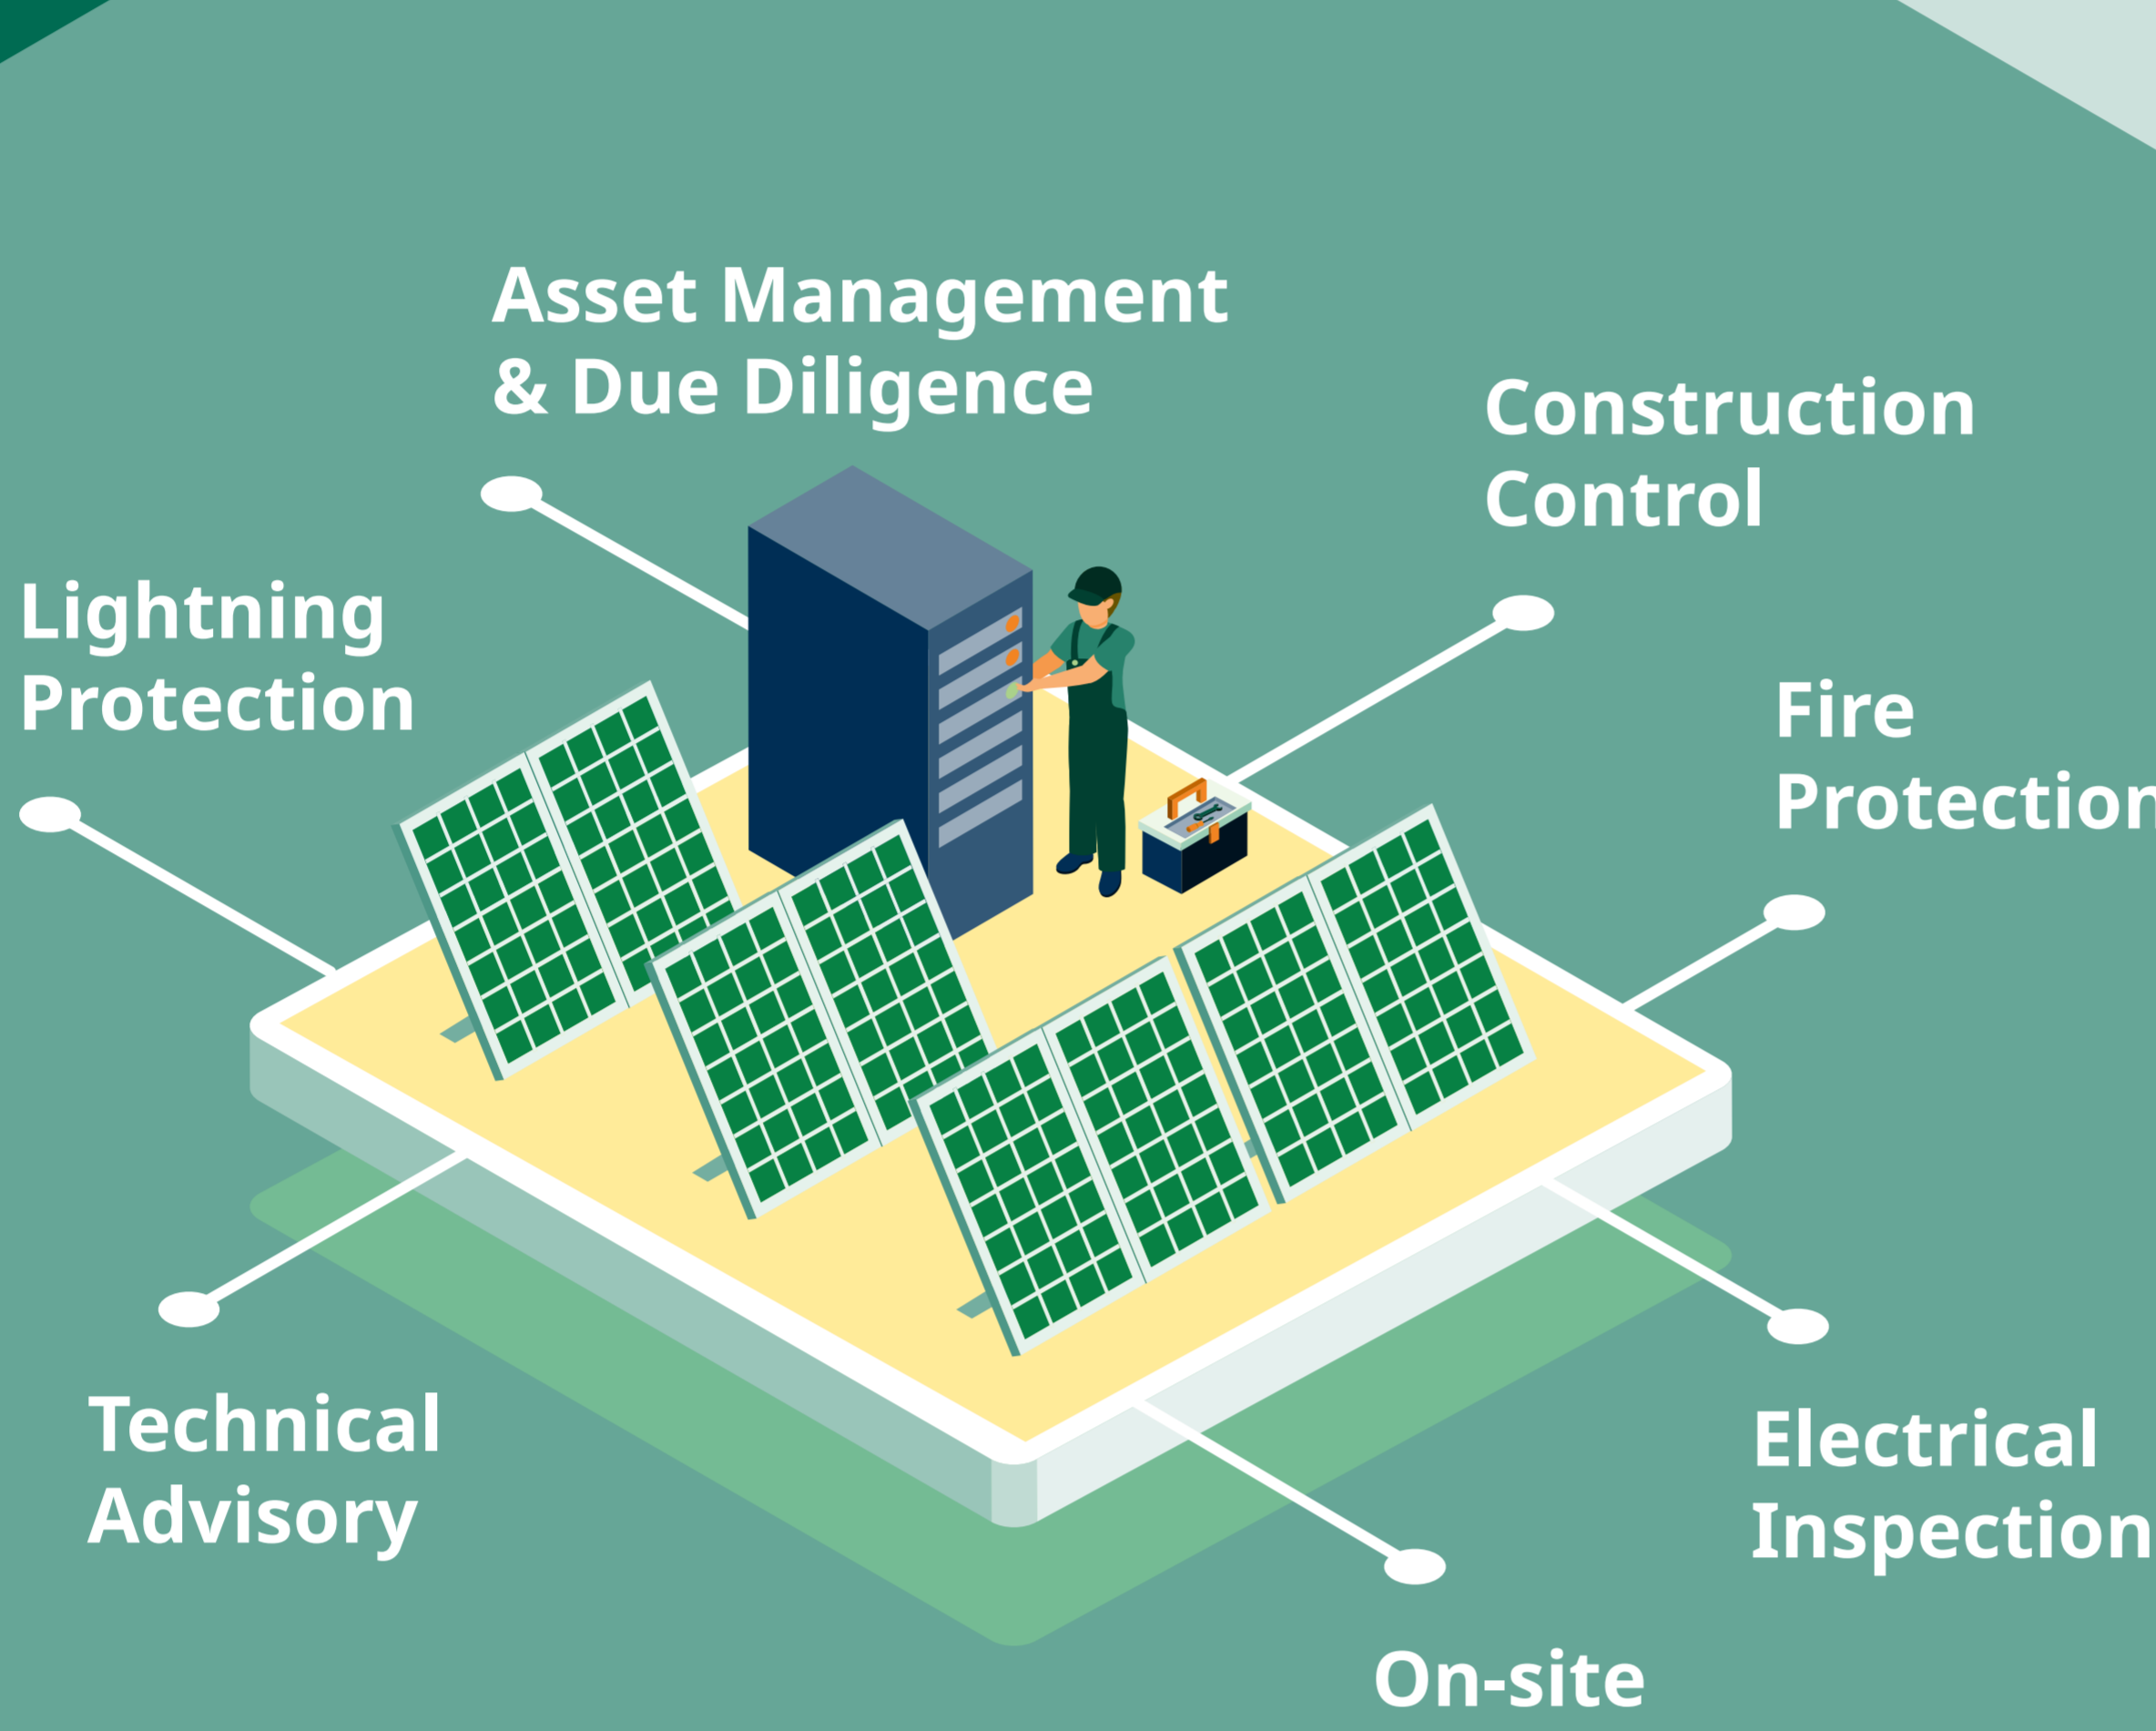 Asset Management
& Due Diligence
Construction
Control
Lightning
Protection
Fire
Protection
Technical
Advisory
Electrical
Inspection
On-site